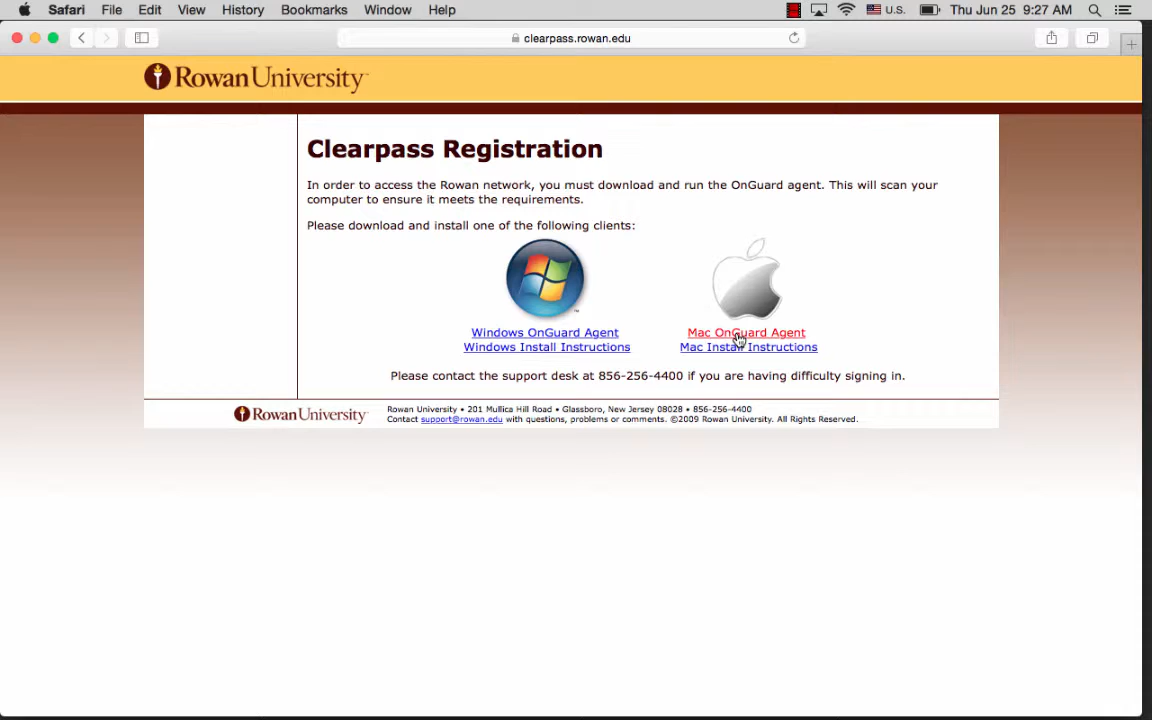 Safari File Edit View History Bookmarks Window Help U.S. Thu Jun 25 9:27 AM
clearpass.rowan.edu
Rowan University™
Clearpass Registration
In order to access the Rowan network, you must download and run the OnGuard agent. This will scan your
computer to ensure it meets the requirements.
Please download and install one of the following clients:
Windows OnGuard Agent Mac OnGuard Agent
Windows Install Instructions Mac Install Instructions
Please contact the support desk at 856-256-4400 if you are having difficulty signing in.
Rowan University™
Rowan University • 201 Mullica Hill Road • Glassboro, New Jersey 08028 • 856-256-4400
Contact support@rowan.edu with questions, problems or comments. ©2009 Rowan University. All Rights Reserved.